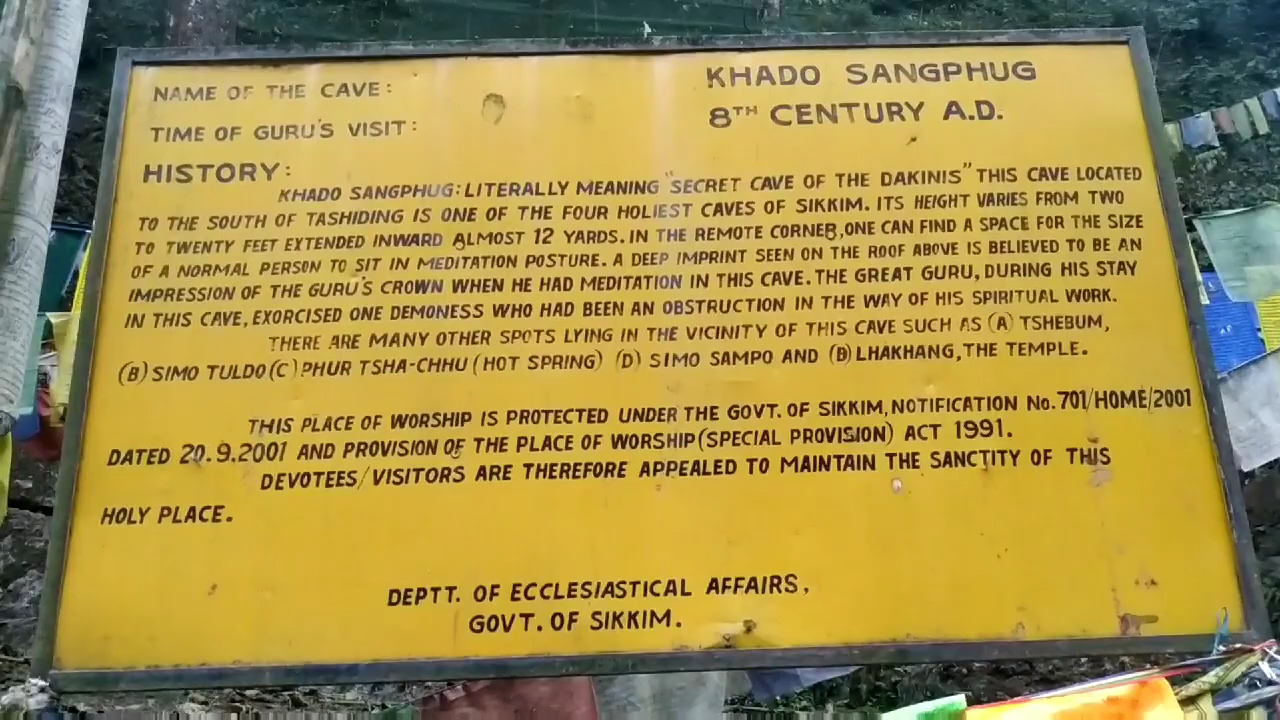 NAME OF THE CAVE: KHADO SANGPHUG
TIME OF GURU'S VISIT: 8TH CENTURY A.D.
HISTORY:
KHADO SANGPHUG: LITERALLY MEANING "SECRET CAVE OF THE DAKINIS" THIS CAVE LOCATED
TO THE SOUTH OF TASHIDING IS ONE OF THE FOUR HOLIEST CAVES OF SIKKIM. ITS HEIGHT VARIES FROM TWO
TO TWENTY FEET EXTENDED INWARD ALMOST 12 YARDS. IN THE REMOTE CORNER, ONE CAN FIND A SPACE FOR THE SIZE
OF A NORMAL PERSON TO SIT IN MEDITATION POSTURE. A DEEP IMPRINT SEEN ON THE ROOF ABOVE IS BELIEVED TO BE AN
IMPRESSION OF THE GURU'S CROWN WHEN HE HAD MEDITATION IN THIS CAVE. THE GREAT GURU, DURING HIS STAY
IN THIS CAVE, EXORCISED ONE DEMONESS WHO HAD BEEN AN OBSTRUCTION IN THE WAY OF HIS SPIRITUAL WORK.
THERE ARE MANY OTHER SPOTS LYING IN THE VICINITY OF THIS CAVE SUCH AS (A) TSHEBUM,
(B) SIMO TULDO (C) PHUR TSHA-CHHU (HOT SPRING) (D) SIMO SAMPO AND (B) LHAKHANG, THE TEMPLE.
THIS PLACE OF WORSHIP IS PROTECTED UNDER THE GOVT. OF SIKKIM, NOTIFICATION No. 701/HOME/2001
DATED 20.9.2001 AND PROVISION OF THE PLACE OF WORSHIP (SPECIAL PROVISION) ACT 1991.
DEVOTEES/VISITORS ARE THEREFORE APPEALED TO MAINTAIN THE SANCTITY OF THIS
HOLY PLACE.
DEPTT. OF ECCLESIASTICAL AFFAIRS,
GOVT. OF SIKKIM.